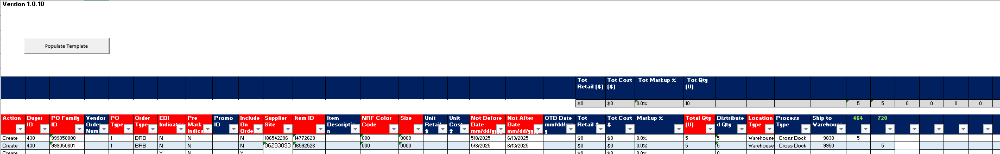 Version 1.0.10
Populate Template
Tot Retail ($) Tot Cost ($) Tot Markup % Tot Qty (U)
$0 $0 0.0% 10 5 5 0 0 0 0
Action Buyer ID PO Family ID Vendor Order Num PO Type Order Type EDI Indicator Pre Mark Indica Promo ID Include On Orde Supplier Site Item ID Item Descriptio n NRF Color Code Size Unit Retail $ Unit Cost $ Not Before Date mm/dd/yy Not After Date mm/dd/yy OTB Date mm/dd/yy y Tot Retail $ Tot Cost $ Markup % Total Qty (U) Distribute d Qty Location Type Process Type Ship to Warehouse 464 720
Create 430 999050800 1 BRB N N N 186542296 14772629 000 0000 5/8/2025 6/13/2025 $0 $0 0.0% 5 5 Warehouse Cross Dock 9830 5
Create 430 999050801 1 BRB N N N 96293093 16592526 000 0000 5/8/2025 6/13/2025 $0 $0 0.0% 5 5 Warehouse Cross Dock 9950 5
Create Y N Y $0 $0 0.0% 0